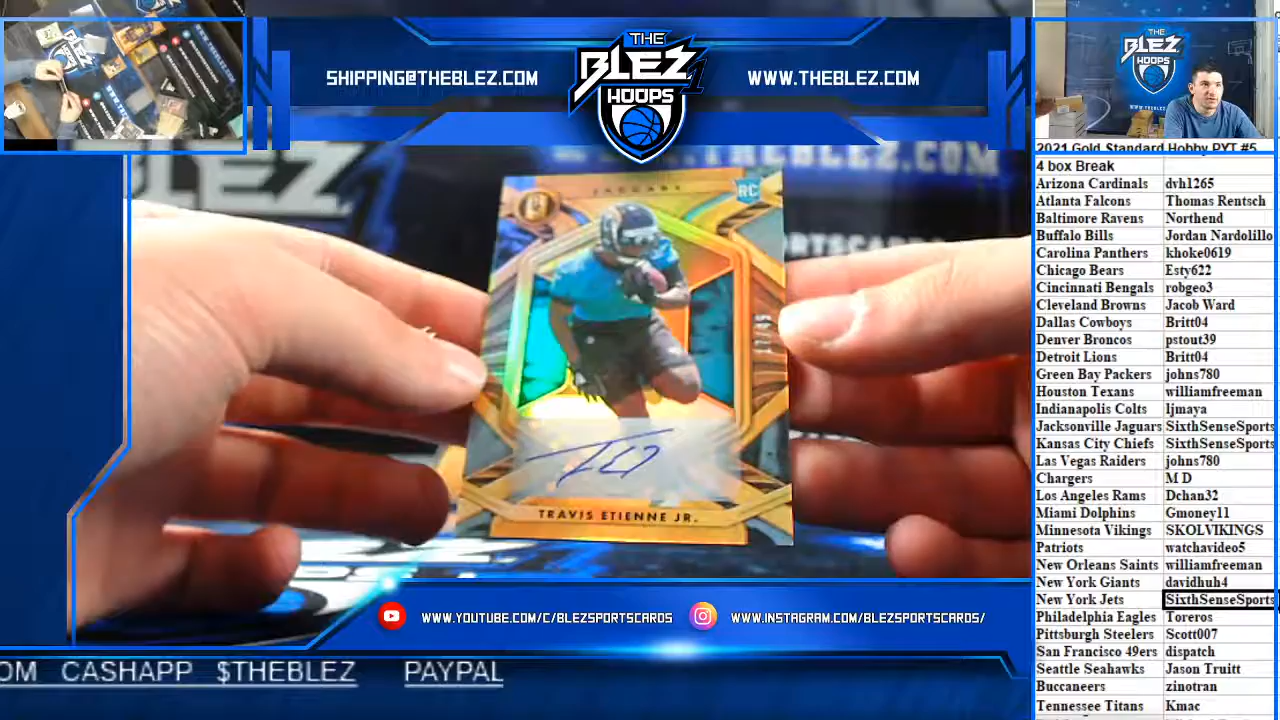 SHIPPING@THEBLEZ.COM
THE
BLEZ
HOOPS
WWW.THEBLEZ.COM
THE
BLEZ
HOOPS
2021 Gold Standard Hobby PYT #5
4 box Break
Arizona Cardinals dvh1265
Atlanta Falcons Thomas Rentsch
Baltimore Ravens Northend
Buffalo Bills Jordan Nardolillo
Carolina Panthers khoke0619
Chicago Bears Esty622
Cincinnati Bengals robgeo3
Cleveland Browns Jacob Ward
Dallas Cowboys Britt04
Denver Broncos pstout39
Detroit Lions Britt04
Green Bay Packers johns780
Houston Texans williamfreeman
Indianapolis Colts ljmaya
Jacksonville Jaguars SixthSenseSports
Kansas City Chiefs SixthSenseSports
Las Vegas Raiders johns780
Chargers M D
Los Angeles Rams Dchan32
Miami Dolphins Gmoney11
Minnesota Vikings SKOLVIKINGS
Patriots watchavideo5
New Orleans Saints williamfreeman
New York Giants davidhuh4
New York Jets SixthSenseSports
Philadelphia Eagles Toreros
Pittsburgh Steelers Scott007
San Francisco 49ers dispatch
Seattle Seahawks Jason Truitt
Buccaneers zinotran
Tennessee Titans Kmac
WWW.THEBLEZ.COM
JAGUARS
RC
TRAVIS ETIENNE JR.
WWW.YOUTUBE.COM/C/BLEZSPORTSCARDS
WWW.INSTAGRAM.COM/BLEZSPORTSCARDS/
OM CASHAPP $THEBLEZ PAYPAL